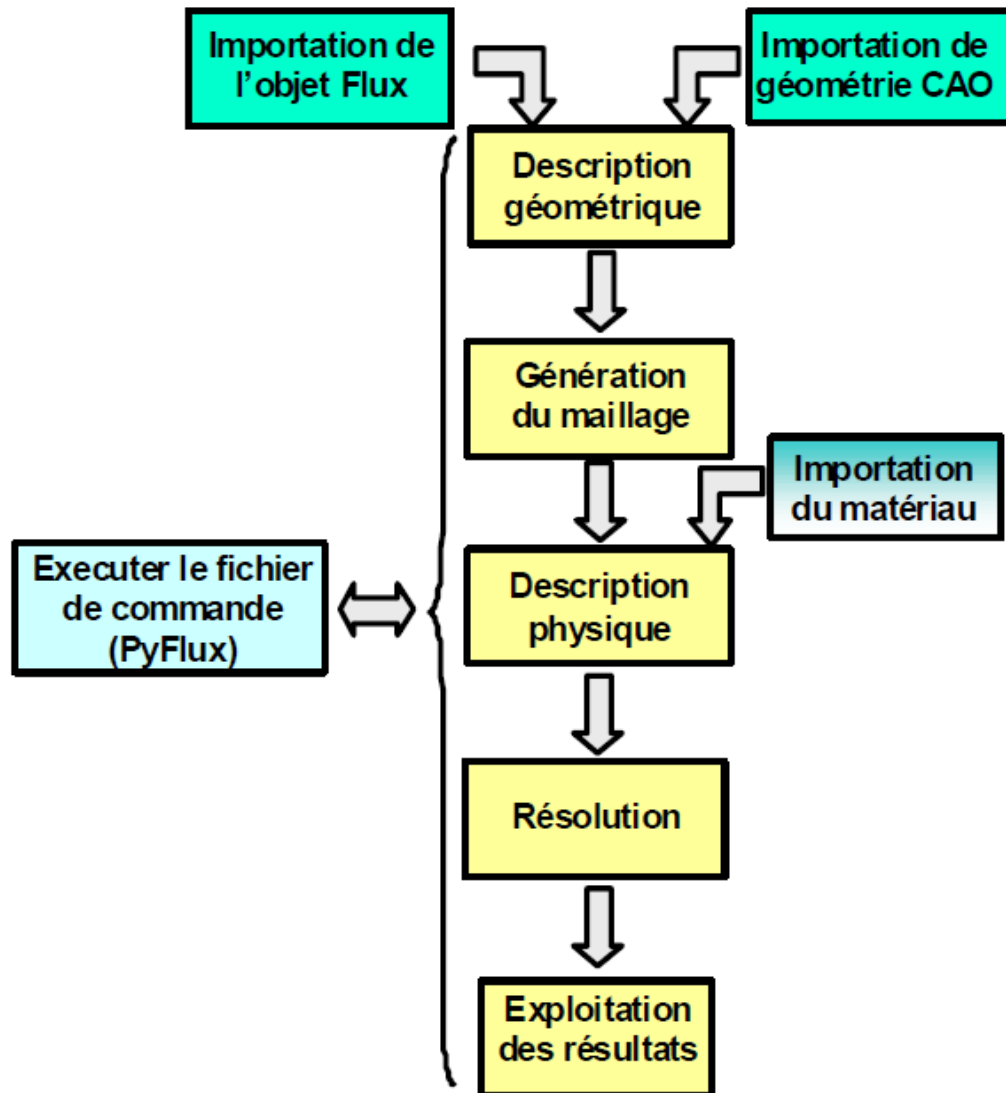 Importation de
l'objet Flux
Importation de
géométrie CAO
Description
géométrique
Génération
du maillage
Importation
du matériau
Executer le fichier
de commande
(PyFlux)
Description
physique
Résolution
Exploitation
des résultats